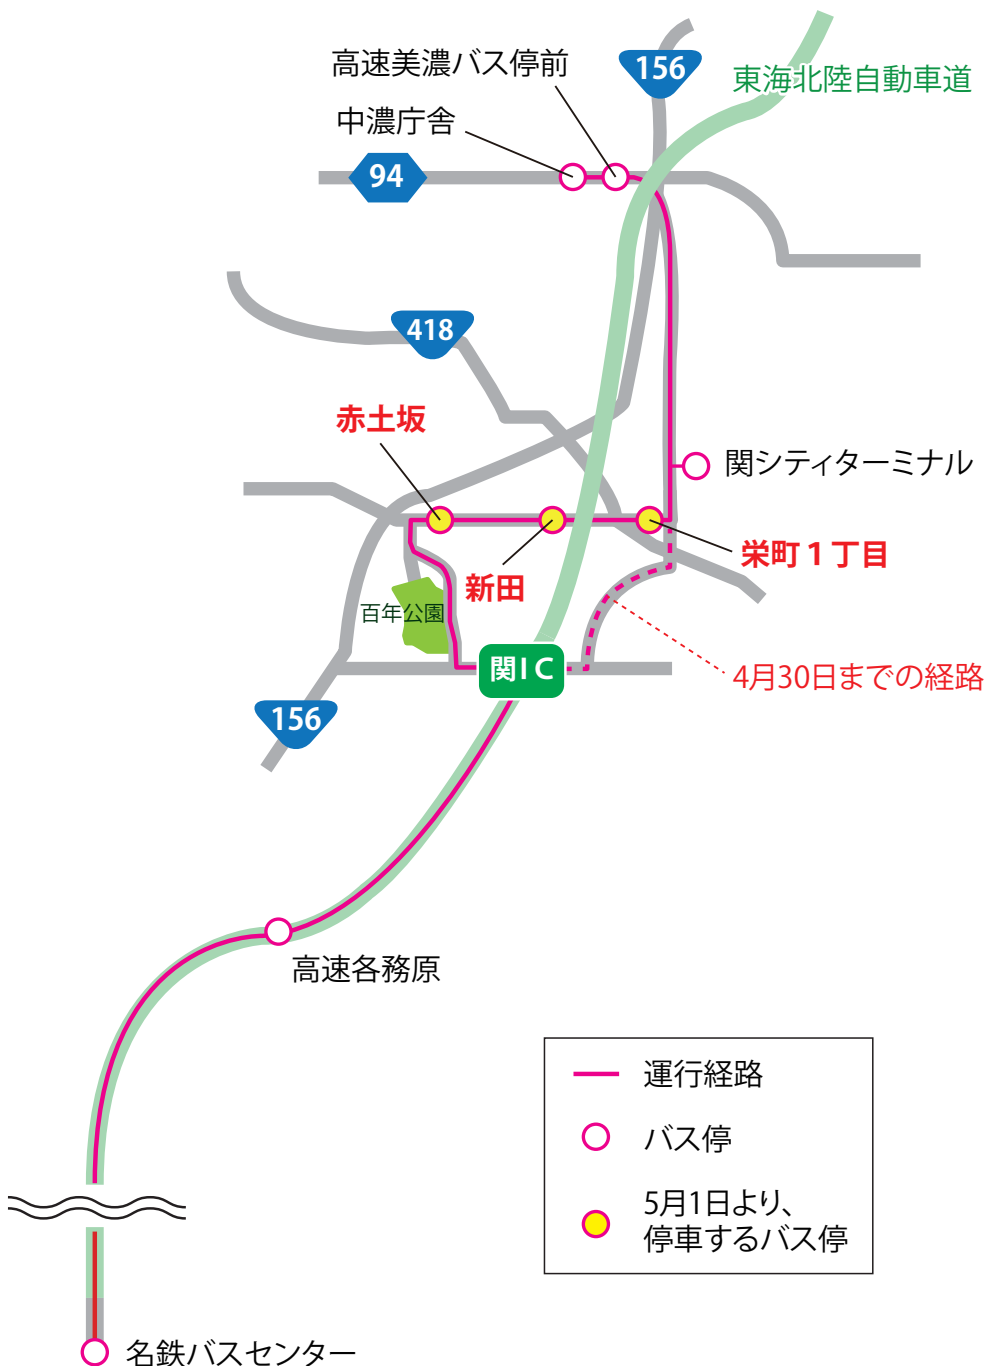 高速美濃バス停前
156
東海北陸自動車道
中濃庁舎
94
418
赤土坂
関シティターミナル
栄町1丁目
新田
百年公園
関IC
4月30日までの経路
156
高速各務原
運行経路
バス停
5月1日より、
停車するバス停
名鉄バスセンター